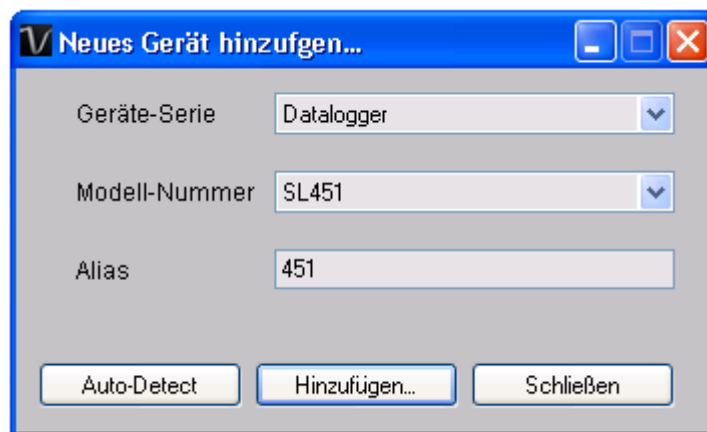 Neues Gerät hinzufgen...
Geräte-Serie Datalogger
Modell-Nummer SL451
Alias 451
Auto-Detect Hinzufügen... Schließen